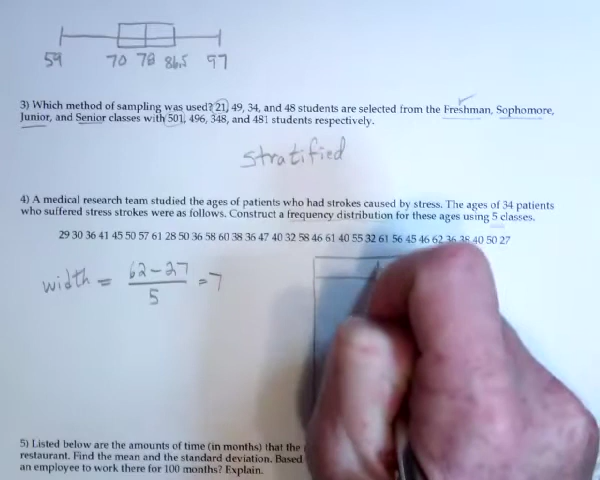 59 70 78 86.5 97
3) Which method of sampling was used? 21, 49, 34, and 48 students are selected from the Freshman, Sophomore,
Junior, and Senior classes with 501, 496, 348, and 481 students respectively.
stratified
4) A medical research team studied the ages of patients who had strokes caused by stress. The ages of 34 patients
who suffered stress strokes were as follows. Construct a frequency distribution for these ages using 5 classes.
29 30 36 41 45 50 57 61 28 50 36 58 60 38 36 47 40 32 58 46 61 40 55 32 61 56 45 46 62 36 38 40 50 27
width = 62-27 / 5 = 7
5) Listed below are the amounts of time (in months) that the
restaurant. Find the mean and the standard deviation. Based
an employee to work there for 100 months? Explain.